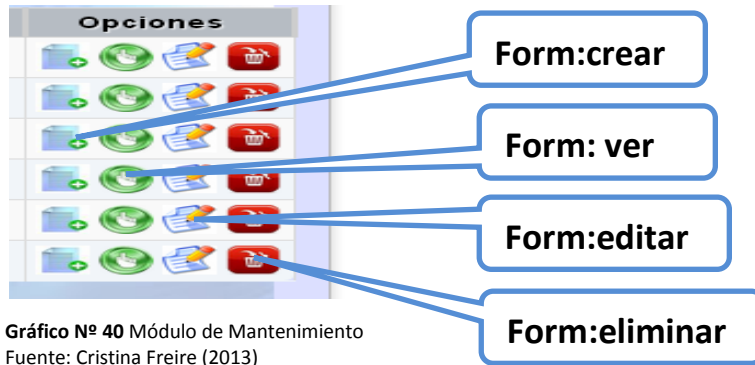 Opciones
Form:crear
Form: ver
Form:editar
Form:eliminar
Gráfico Nº 40 Módulo de Mantenimiento
Fuente: Cristina Freire (2013)